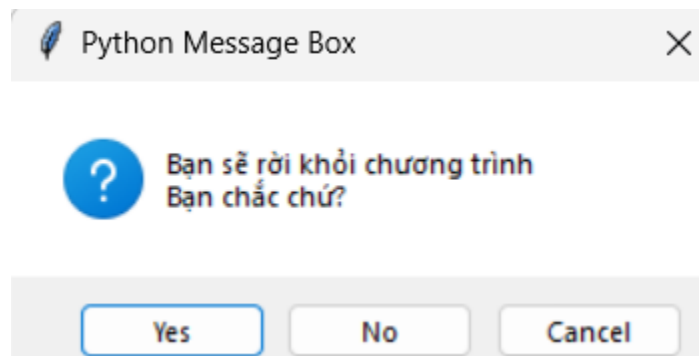 Python Message Box
Bạn sẽ rời khỏi chương trình
Bạn chắc chứ?
Yes No Cancel